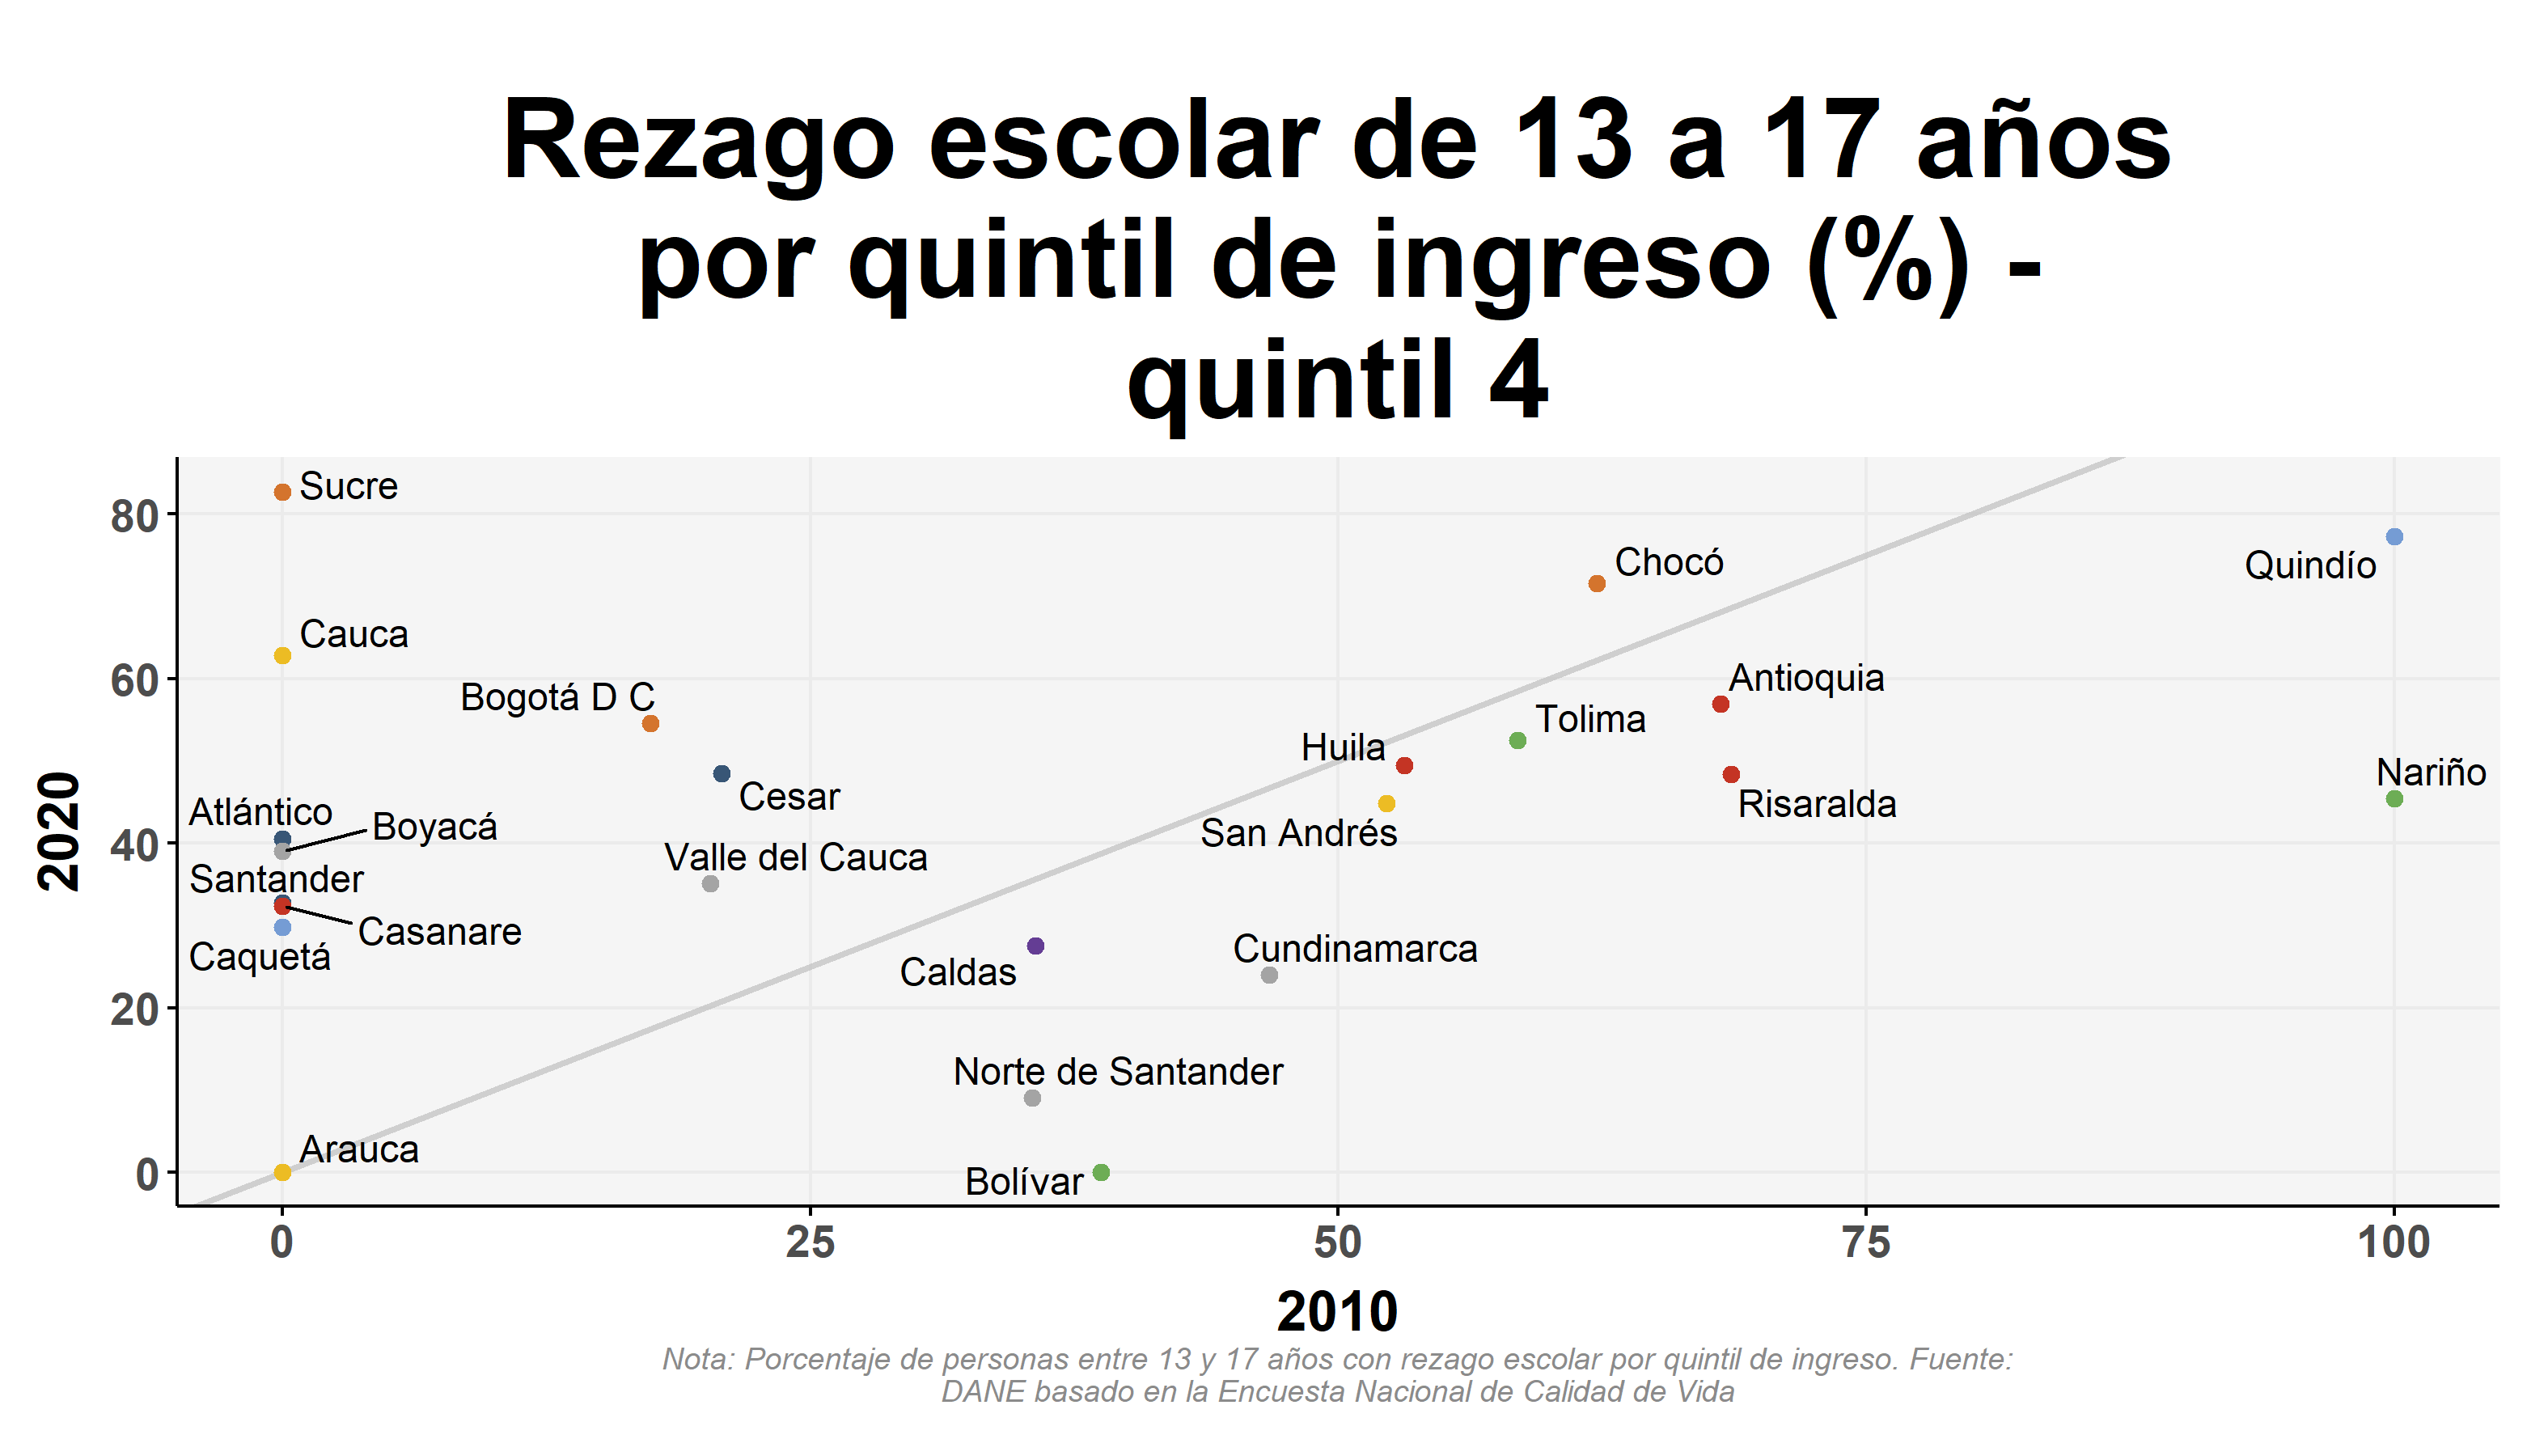 Rezago escolar de 13 a 17 años
por quintil de ingreso (%) -
quintil 4
2020
80
60
40
20
0
Sucre
Cauca
Bogotá D C
Cesar
Atlántico
Boyacá
Valle del Cauca
Santander
Casanare
Caquetá
Arauca
Chocó
Quindío
Antioquia
Tolima
Huila
Nariño
Risaralda
San Andrés
Cundinamarca
Caldas
Norte de Santander
Bolívar
0 25 50 75 100
2010
Nota: Porcentaje de personas entre 13 y 17 años con rezago escolar por quintil de ingreso. Fuente:
DANE basado en la Encuesta Nacional de Calidad de Vida